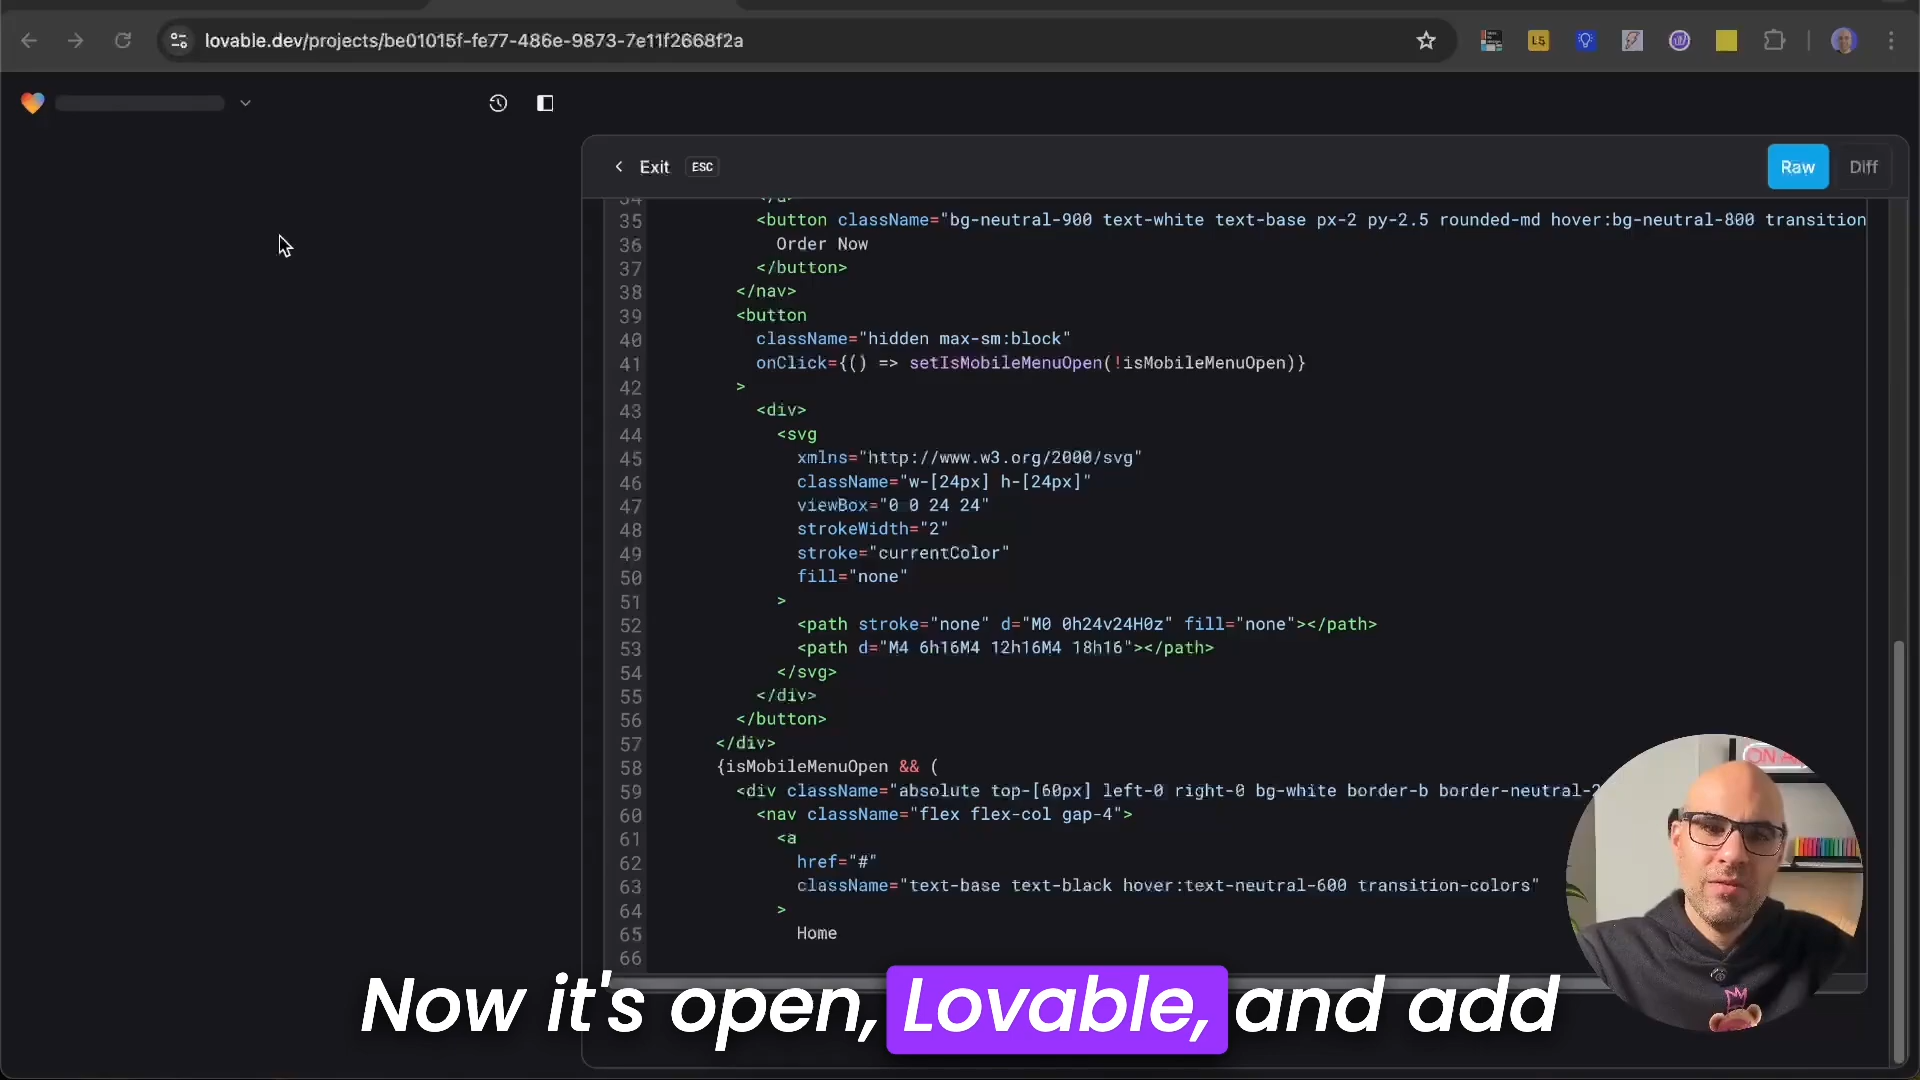 lovable.dev/projects/be01015f-fe77-486e-9873-7e11f2668f2a
L5
Exit ESC
Raw Diff
34 </a>
35 <button className="bg-neutral-900 text-white text-base px-2 py-2.5 rounded-md hover:bg-neutral-800 transition
36 Order Now
37 </button>
38 </nav>
39 <button
40 className="hidden max-sm:block"
41 onClick={() => setIsMobileMenuOpen(!isMobileMenuOpen)}
42 >
43 <div>
44 <svg
45 xmlns="http://www.w3.org/2000/svg"
46 className="w-[24px] h-[24px]"
47 viewBox="0 0 24 24"
48 strokeWidth="2"
49 stroke="currentColor"
50 fill="none"
51 >
52 <path stroke="none" d="M0 0h24v24H0z" fill="none"></path>
53 <path d="M4 6h16M4 12h16M4 18h16"></path>
54 </svg>
55 </div>
56 </button>
57 </div>
58 {isMobileMenuOpen && (
59 <div className="absolute top-[60px] left-0 right-0 bg-white border-b border-neutral-2
60 <nav className="flex flex-col gap-4">
61 <a
62 href="#"
63 className="text-base text-black hover:text-neutral-600 transition-colors"
64 >
65 Home
66
ON A
Now it's open, Lovable, and add